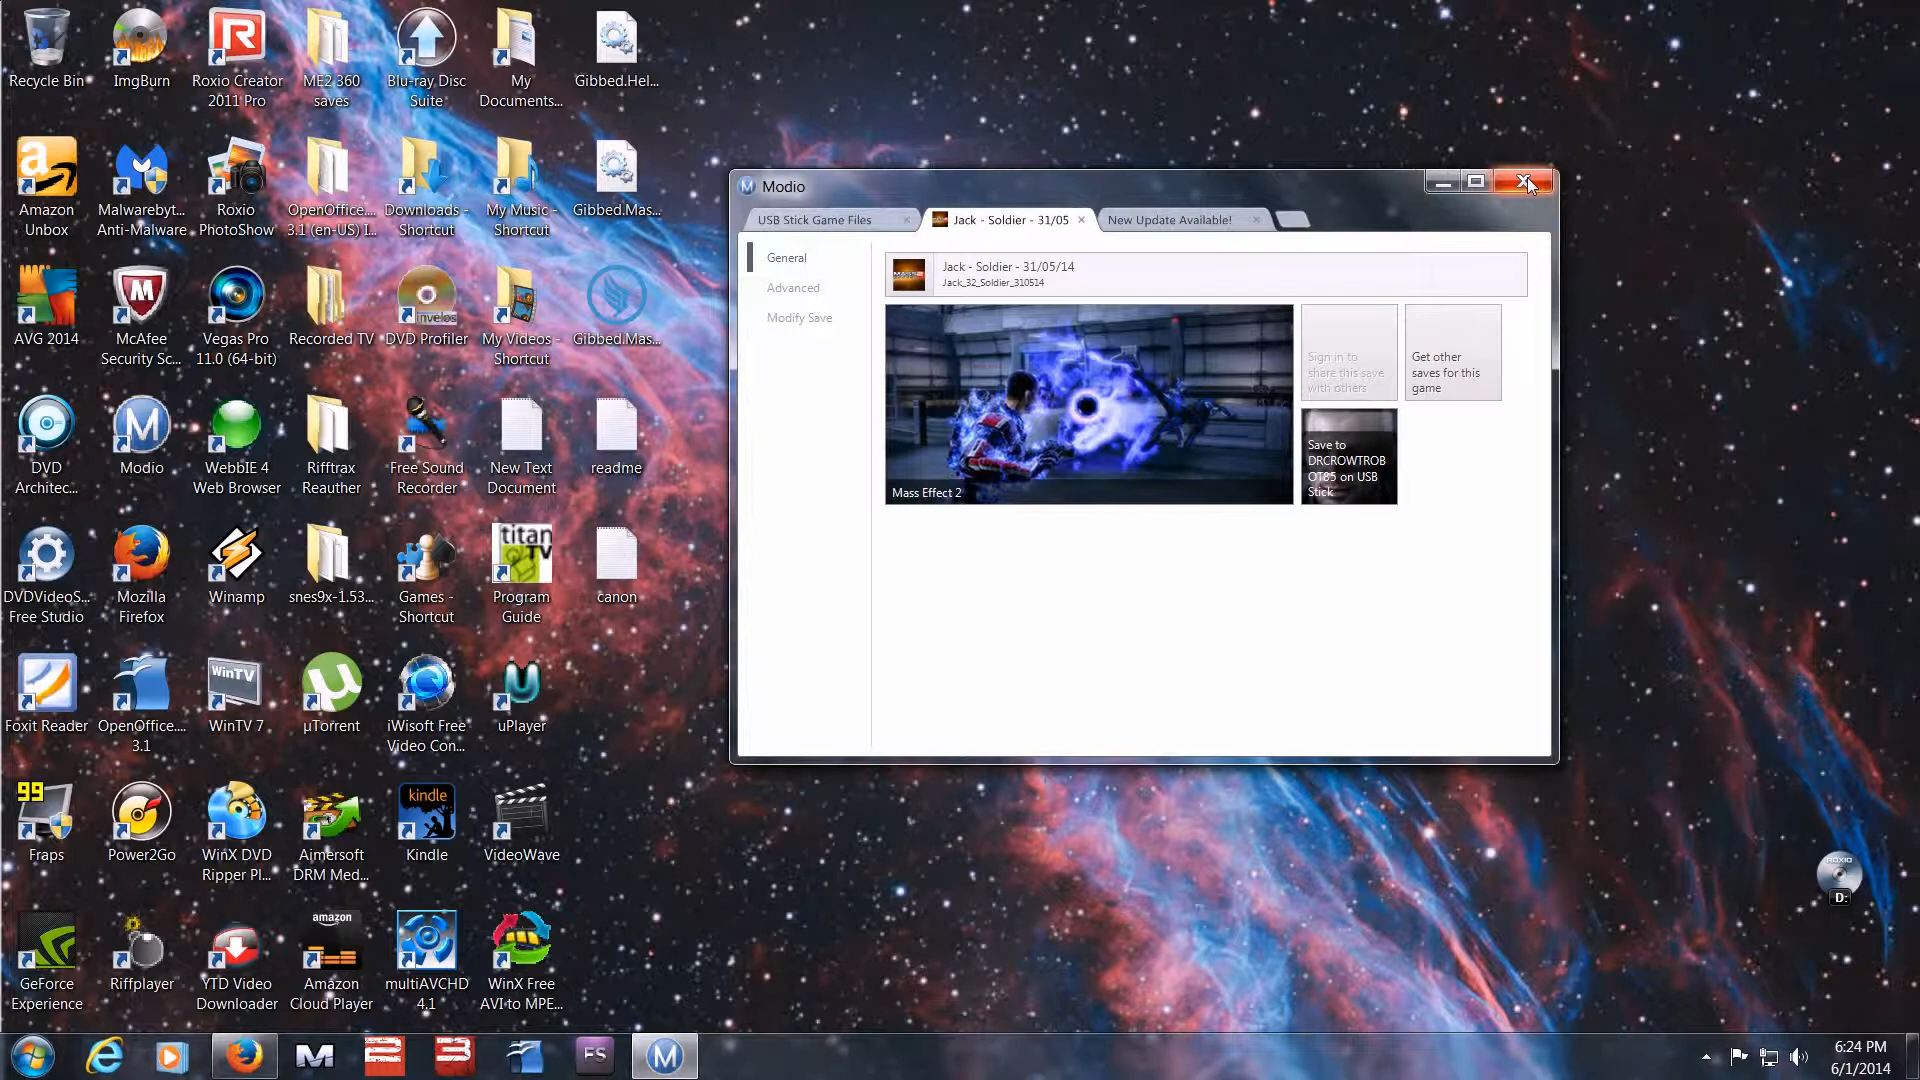 Recycle Bin
ImgBurn
Roxio Creator
2011 Pro
ME2 360
saves
Blu-ray Disc
Suite
My
Documents...
Gibbed.Hel...
Amazon
Unbox
Malwarebyt...
Anti-Malware
Roxio
PhotoShow
OpenOffice....
3.1 (en-US) I...
Downloads -
Shortcut
My Music -
Shortcut
Gibbed.Mas...
AVG 2014
McAfee
Security Sc...
Vegas Pro
11.0 (64-bit)
Recorded TV
invelos
DVD Profiler
My Videos -
Shortcut
Gibbed.Mas...
DVD
Architec...
Modio
WebbIE 4
Web Browser
Rifftrax
Reauther
Free Sound
Recorder
New Text
Document
readme
DVDVideoS...
Free Studio
Mozilla
Firefox
Winamp
snes9x-1.53...
Games -
Shortcut
titan
TV
Program
Guide
canon
Foxit Reader
OpenOffice....
3.1
WinTV
WinTV 7
µTorrent
iWisoft Free
Video Con...
uPlayer
99
Fraps
Power2Go
WinX DVD
Ripper Pl...
Aimersoft
DRM Med...
kindle
Kindle
VideoWave
GeForce
Experience
Riffplayer
YTD Video
Downloader
amazon
Amazon
Cloud Player
multiAVCHD
4.1
WinX Free
AVI to MPE...
Modio
USB Stick Game Files
Jack - Soldier - 31/05
New Update Available!
General
Advanced
Modify Save
Jack - Soldier - 31/05/14
Jack_32_Soldier_310514
Mass Effect 2
Sign in to
share this save
with others
Get other
saves for this
game
Save to
DRCROWTROB
OT85 on USB
Stick
ROXIO
D:
FS
6:24 PM
6/1/2014